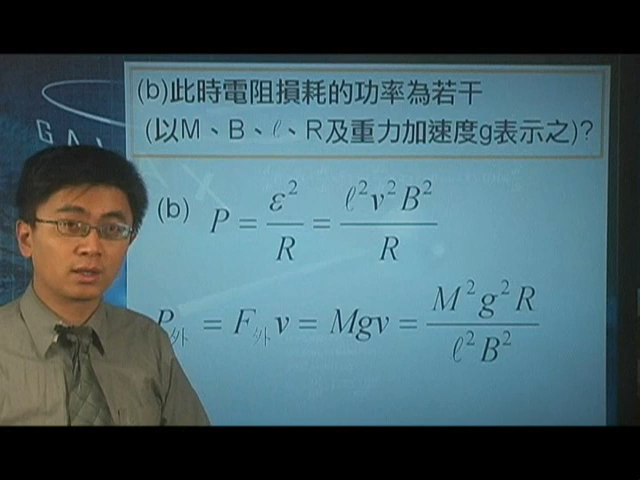 (b)此時電阻損耗的功率為若干
(以M、B、ℓ、R及重力加速度g表示之)?
GAL
(b) P = ε²/R = ℓ²v²B²/R
P外 = F外v = Mgv = M²g²R/ℓ²B²